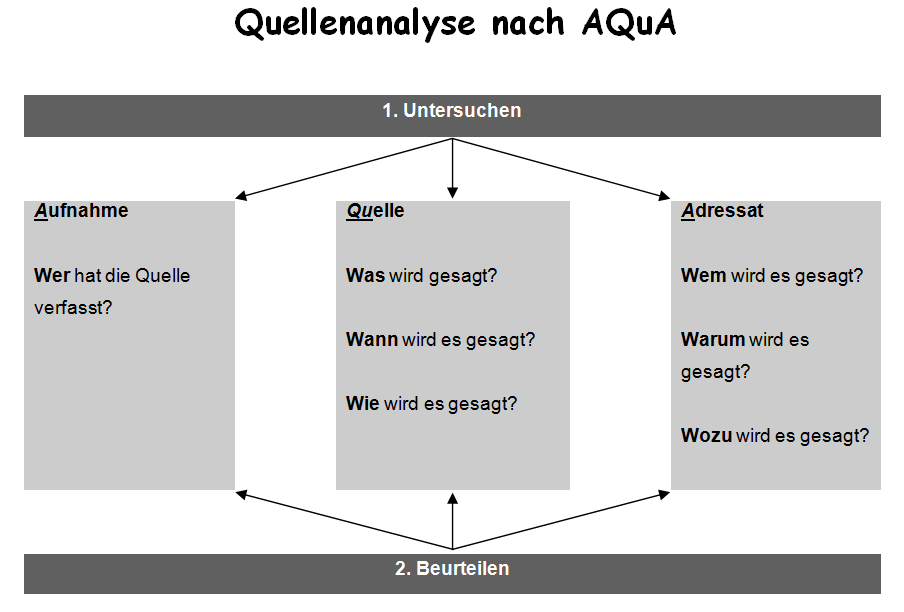 Quellenanalyse nach AQuA
1. Untersuchen
Aufnahme
Wer hat die Quelle
verfasst?
Quelle
Was wird gesagt?
Wann wird es gesagt?
Wie wird es gesagt?
Adressat
Wem wird es gesagt?
Warum wird es
gesagt?
Wozu wird es gesagt?
2. Beurteilen